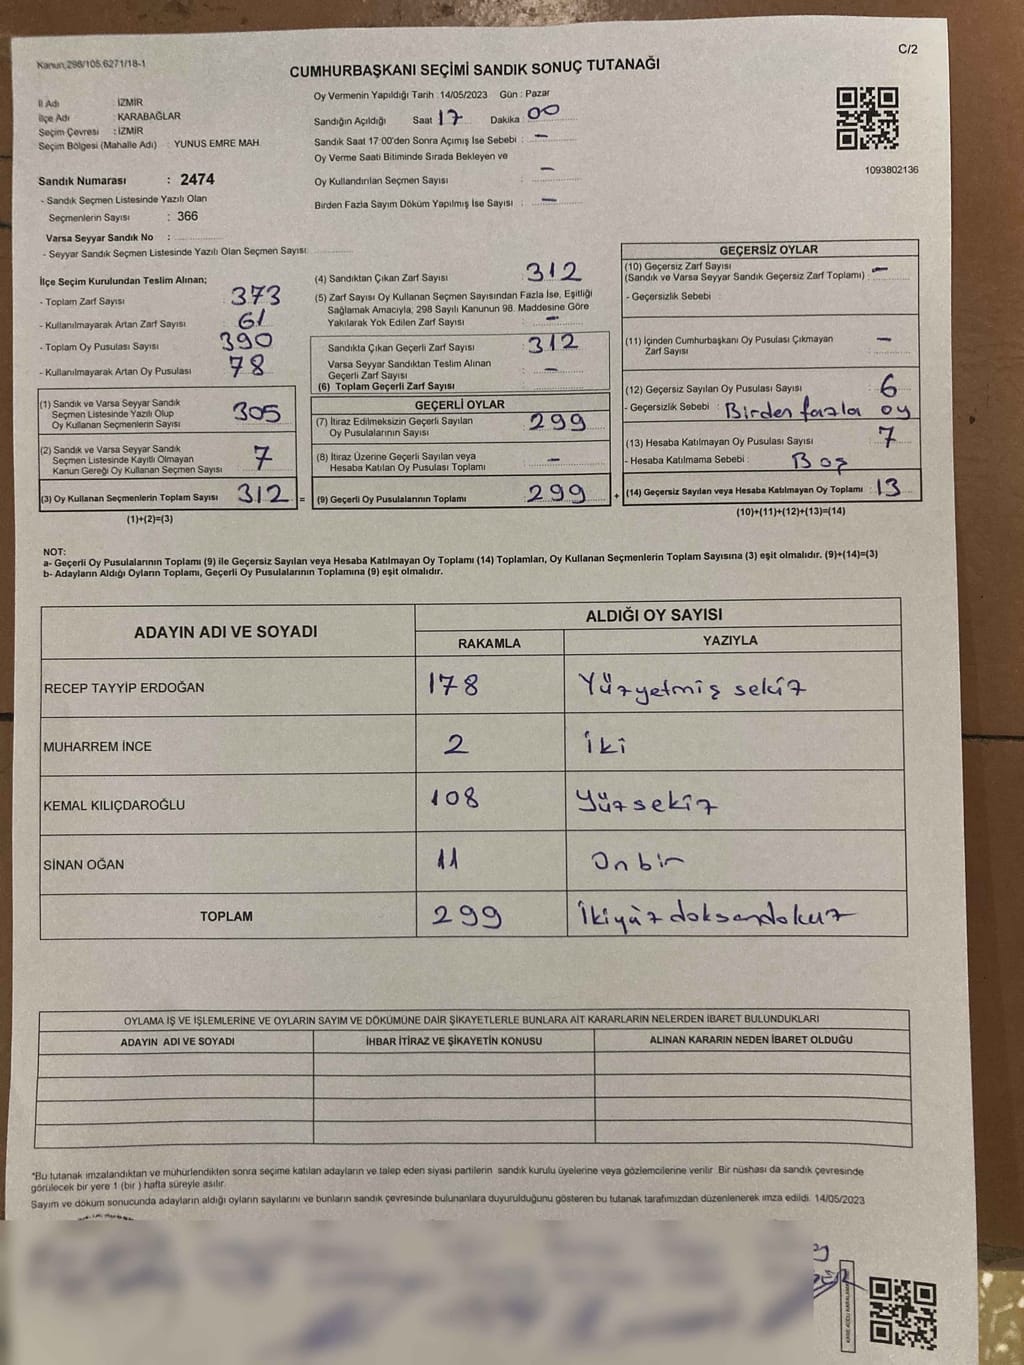 Kanun,298/105.6271/18-1
C/2
CUMHURBAŞKANI SEÇİMİ SANDIK SONUÇ TUTANAĞI
İl Adı İZMİR
İlçe Adı : KARABAĞLAR
Seçim Çevresi : İZMİR
Seçim Bölgesi (Mahalle Adı) : YUNUS EMRE MAH.
Sandık Numarası : 2474
- Sandık Seçmen Listesinde Yazılı Olan
Seçmenlerin Sayısı : 366
Varsa Seyyar Sandık No :
- Seyyar Sandık Seçmen Listesinde Yazılı Olan Seçmen Sayısı:
Oy Vermenin Yapıldığı Tarih : 14/05/2023 Gün : Pazar
Sandığın Açıldığı Saat 17 Dakika 00
Sandık Saat 17:00'den Sonra Açımış İse Sebebi : -
Oy Verme Saati Bitiminde Sırada Bekleyen ve
Oy Kullandırılan Seçmen Sayısı : -
Birden Fazla Sayım Döküm Yapılmış İse Sayısı : -
1093802136
İlçe Seçim Kurulundan Teslim Alınan;
- Toplam Zarf Sayısı 373
- Kullanılmayarak Artan Zarf Sayısı 61
- Toplam Oy Pusulası Sayısı 390
- Kullanılmayarak Artan Oy Pusulası 78
(1) Sandık ve Varsa Seyyar Sandık
Seçmen Listesinde Yazılı Olup
Oy Kullanan Seçmenlerin Sayısı 305
(2) Sandık ve Varsa Seyyar Sandık
Seçmen Listesinde Kayıtlı Olmayan
Kanun Gereği Oy Kullanan Seçmen Sayısı 7
(3) Oy Kullanan Seçmenlerin Toplam Sayısı 312 =
(1)+(2)=(3)
(4) Sandıktan Çıkan Zarf Sayısı : 312
(5) Zarf Sayısı Oy Kullanan Seçmen Sayısından Fazla İse, Eşitliği
Sağlamak Amacıyla, 298 Sayılı Kanunun 98. Maddesine Göre
Yakılarak Yok Edilen Zarf Sayısı : -
Sandıkta Çıkan Geçerli Zarf Sayısı : 312
Varsa Seyyar Sandıktan Teslim Alınan
Geçerli Zarf Sayısı : -
(6) Toplam Geçerli Zarf Sayısı :
GEÇERLİ OYLAR
(7) İtiraz Edilmeksizin Geçerli Sayılan
Oy Pusulalarının Sayısı : 299
(8) İtiraz Üzerine Geçerli Sayılan veya
Hesaba Katılan Oy Pusulası Toplamı : -
(9) Geçerli Oy Pusulalarının Toplamı : 299 +
GEÇERSİZ OYLAR
(10) Geçersiz Zarf Sayısı
(Sandık ve Varsa Seyyar Sandık Geçersiz Zarf Toplamı) : -
- Geçersizlik Sebebi :
(11) İçinden Cumhurbaşkanı Oy Pusulası Çıkmayan
Zarf Sayısı : -
(12) Geçersiz Sayılan Oy Pusulası Sayısı : 6
- Geçersizlik Sebebi : Birden fazla oy
(13) Hesaba Katılmayan Oy Pusulası Sayısı : 7
- Hesaba Katılmama Sebebi : Boş
(14) Geçersiz Sayılan veya Hesaba Katılmayan Oy Toplamı : 13
(10)+(11)+(12)+(13)=(14)
NOT:
a- Geçerli Oy Pusulalarının Toplamı (9) ile Geçersiz Sayılan veya Hesaba Katılmayan Oy Toplamı (14) Toplamları, Oy Kullanan Seçmenlerin Toplam Sayısına (3) eşit olmalıdır. (9)+(14)=(3)
b- Adayların Aldığı Oyların Toplamı, Geçerli Oy Pusulalarının Toplamına (9) eşit olmalıdır.
ADAYIN ADI VE SOYADI ALDIĞI OY SAYISI
RAKAMLA YAZIYLA
RECEP TAYYİP ERDOĞAN 178 Yüzyetmiş sekiz
MUHARREM İNCE 2 İki
KEMAL KILIÇDAROĞLU 108 Yüzsekiz
SİNAN OĞAN 11 Onbir
TOPLAM 299 İkiyüzdoksandokuz
OYLAMA İŞ VE İŞLEMLERİNE VE OYLARIN SAYIM VE DÖKÜMÜNE DAİR ŞİKAYETLERLE BUNLARA AİT KARARLARIN NELERDEN İBARET BULUNDUKLARI
ADAYIN ADI VE SOYADI İHBAR İTİRAZ VE ŞİKAYETİN KONUSU ALINAN KARARIN NEDEN İBARET OLDUĞU
*Bu tutanak imzalandıktan ve mühürlendikten sonra seçime katılan adayların ve talep eden siyasi partilerin sandık kurulu üyelerine veya gözlemcilerine verilir. Bir nüshası da sandık çevresinde
görülecek bir yere 1 (bir ) hafta süreyle asılır.
Sayım ve döküm sonucunda adayların aldığı oyların sayılarını ve bunların sandık çevresinde bulunanlara duyurulduğunu gösteren bu tutanak tarafımızdan düzenlenerek imza edildi. 14/05/2023